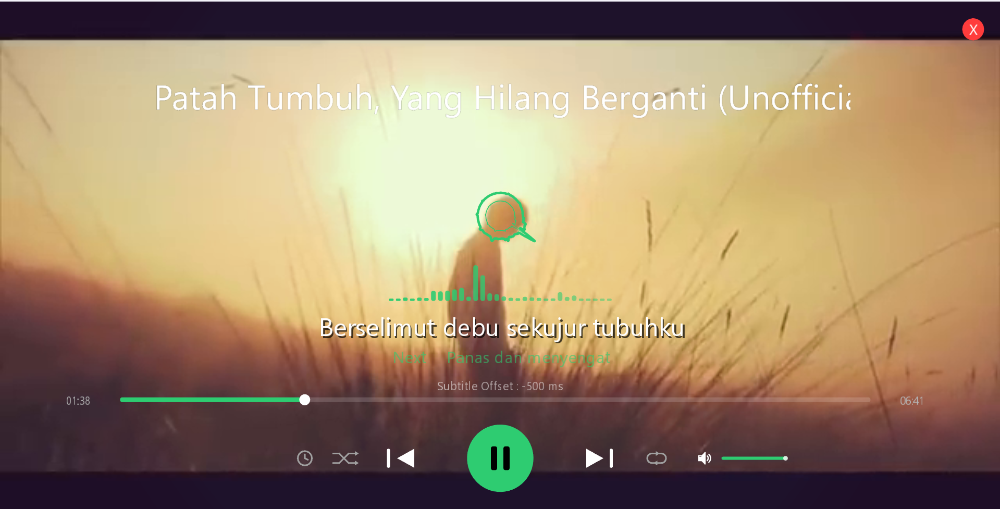 X
Patah Tumbuh, Yang Hilang Berganti (Unofficia
Berselimut debu sekujur tubuhku
Next Panas dan menyengat
Subtitle Offset : -500 ms
01:38
06:41